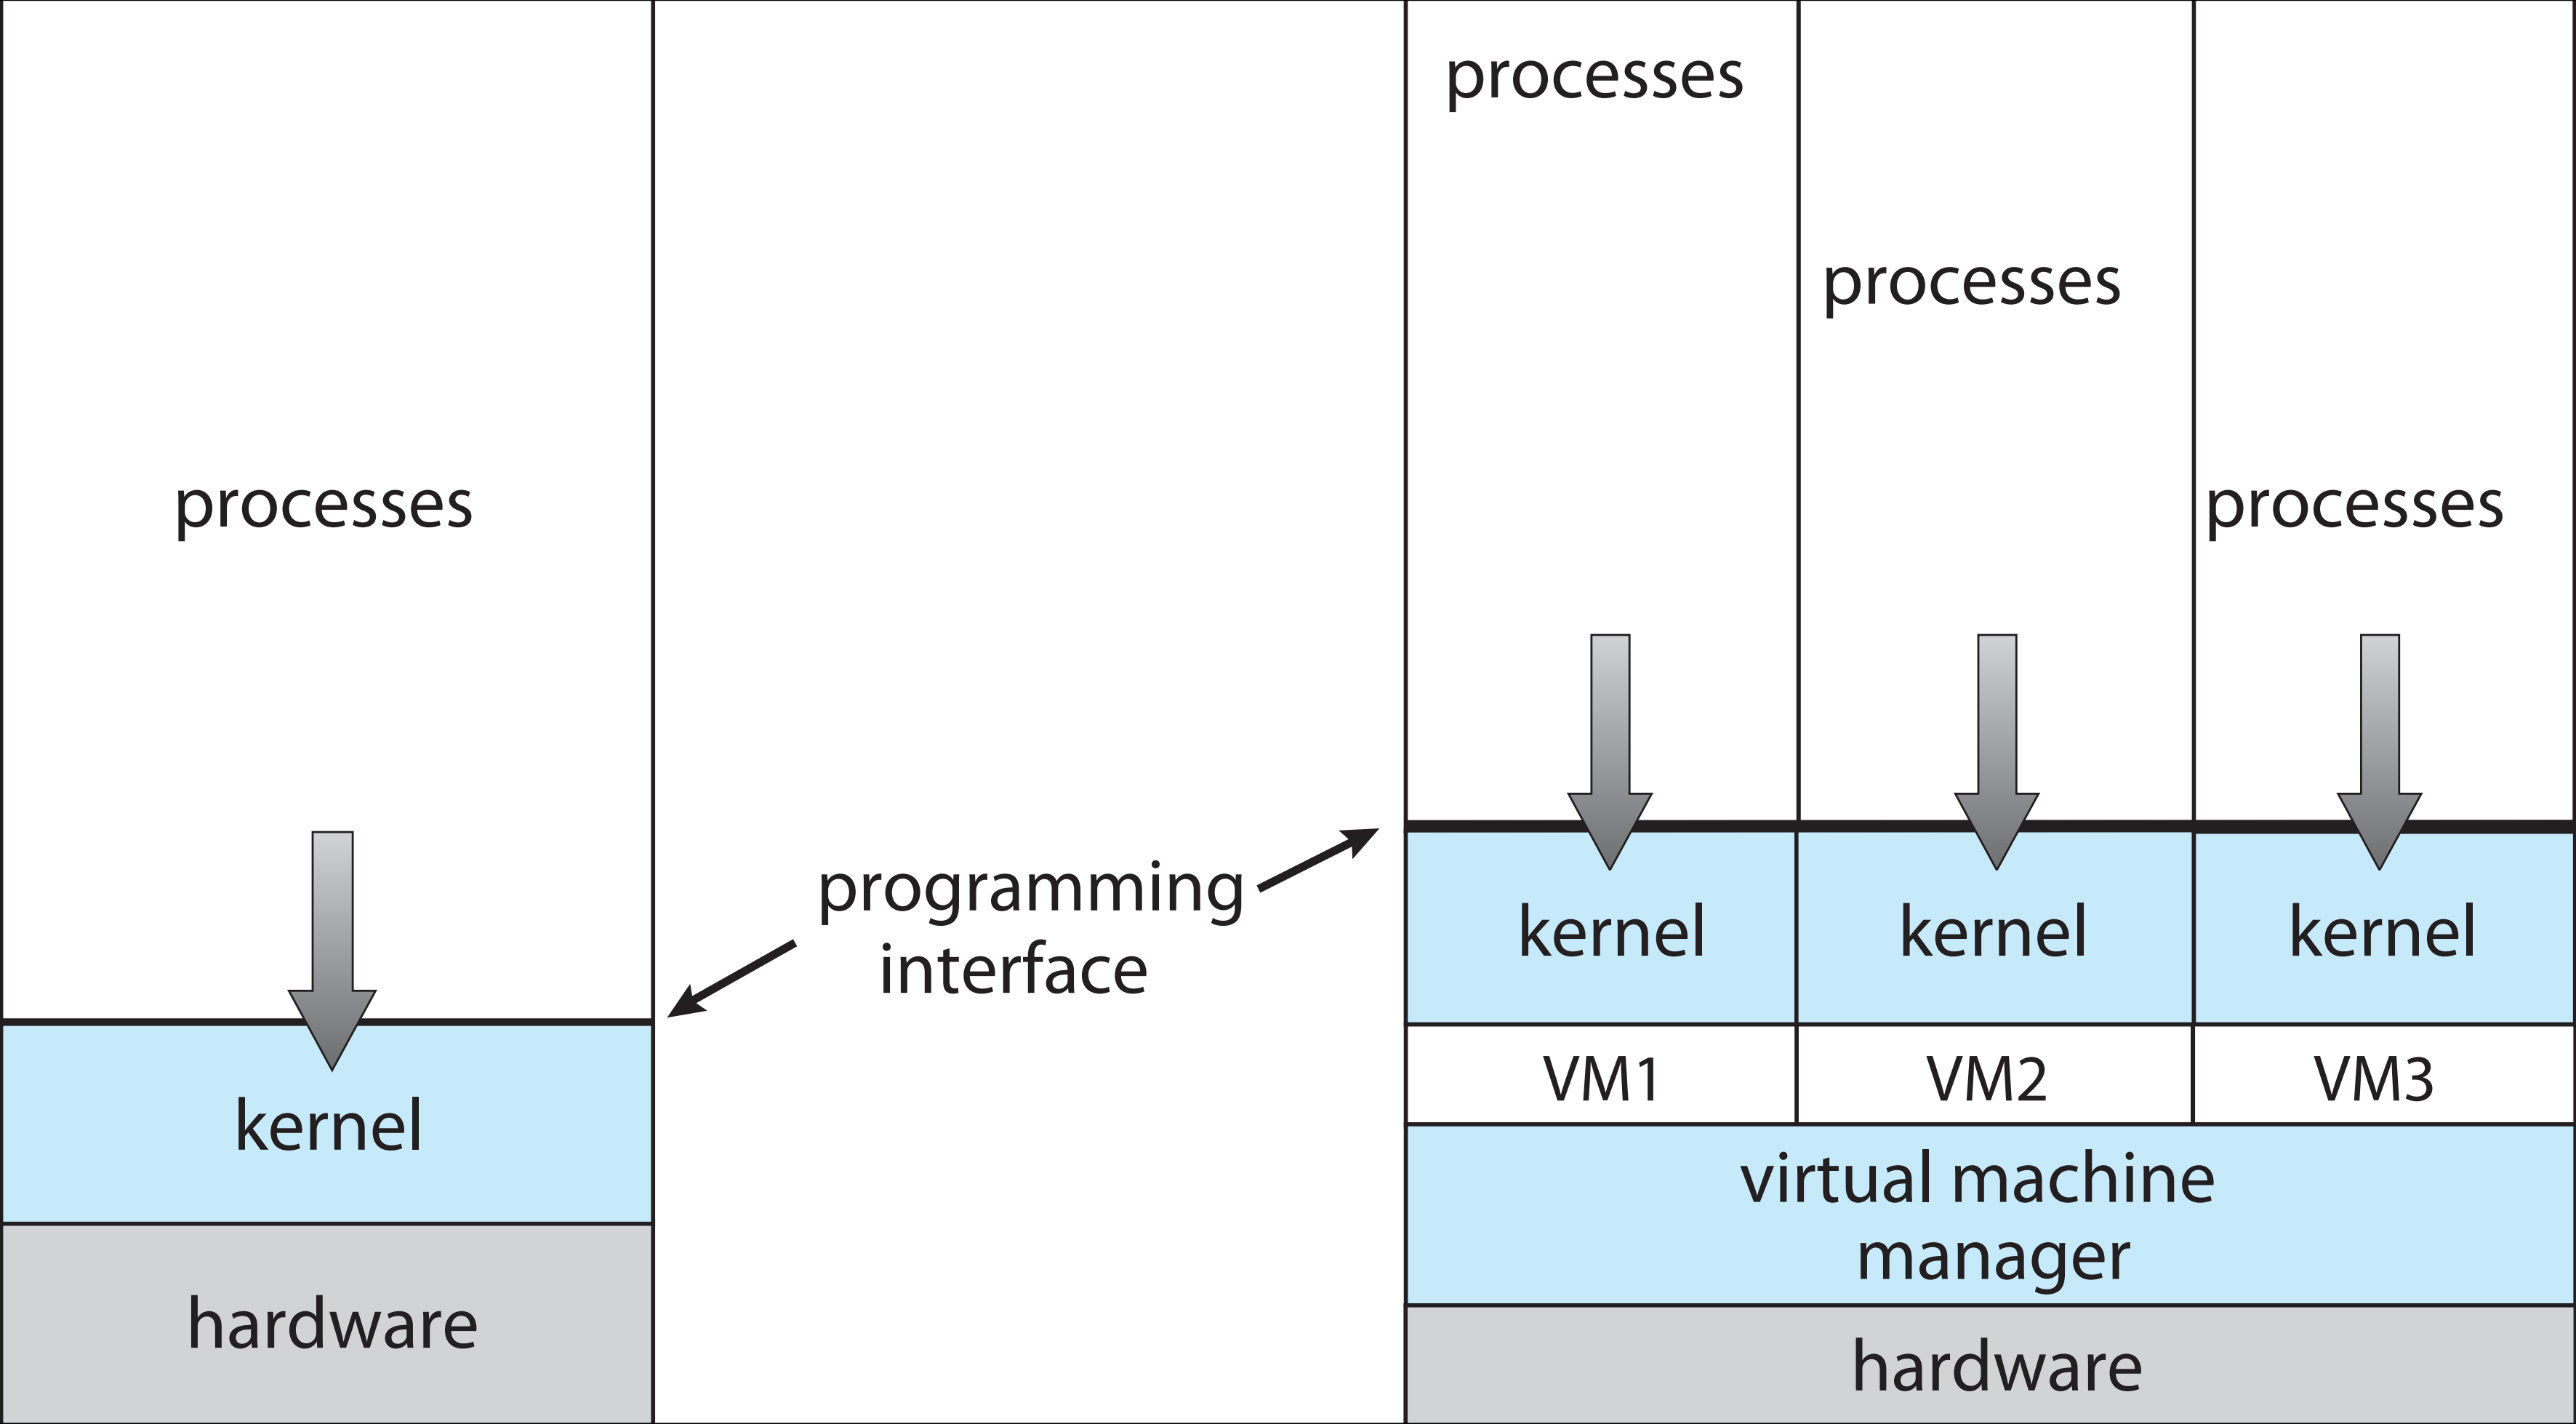 processes
kernel
hardware
programming
interface
processes
processes
processes
kernel
kernel
kernel
VM1
VM2
VM3
virtual machine
manager
hardware